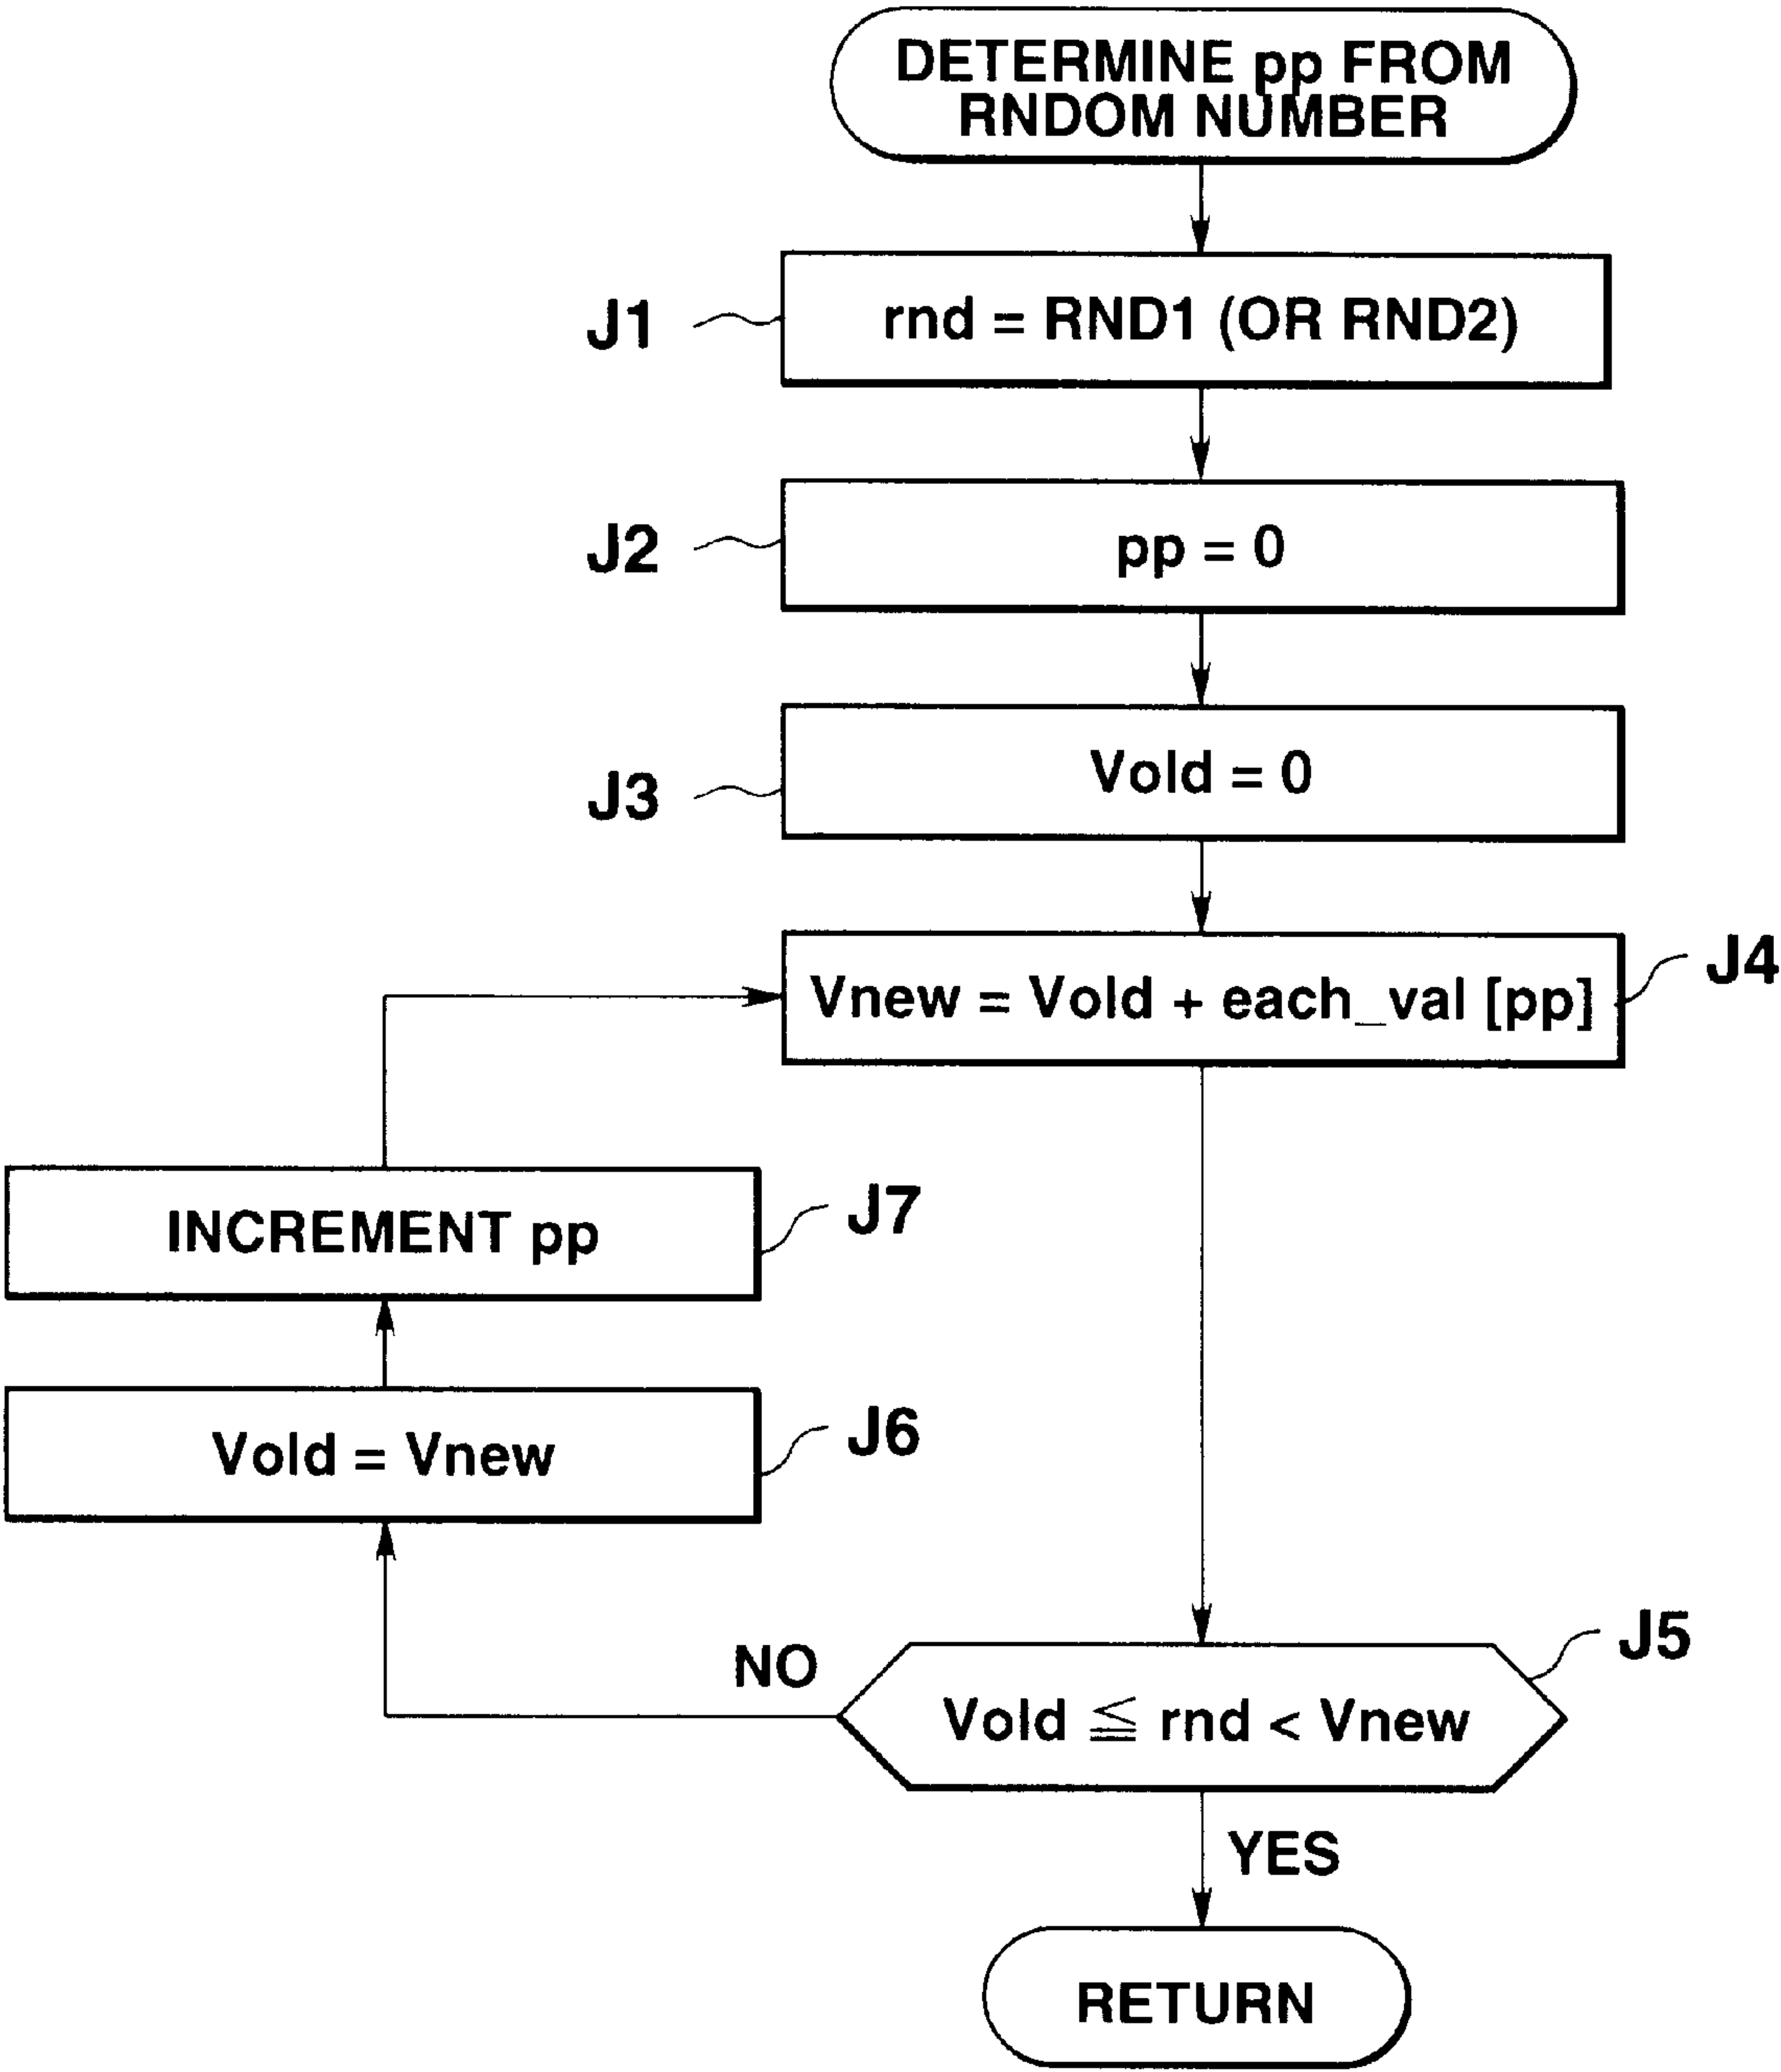 DETERMINE pp FROM
RNDOM NUMBER
J1
rnd = RND1 (OR RND2)
J2
pp = 0
J3
Vold = 0
J4
Vnew = Vold + each_val [pp]
J7
INCREMENT pp
J6
Vold = Vnew
NO
J5
Vold ≦ rnd < Vnew
YES
RETURN